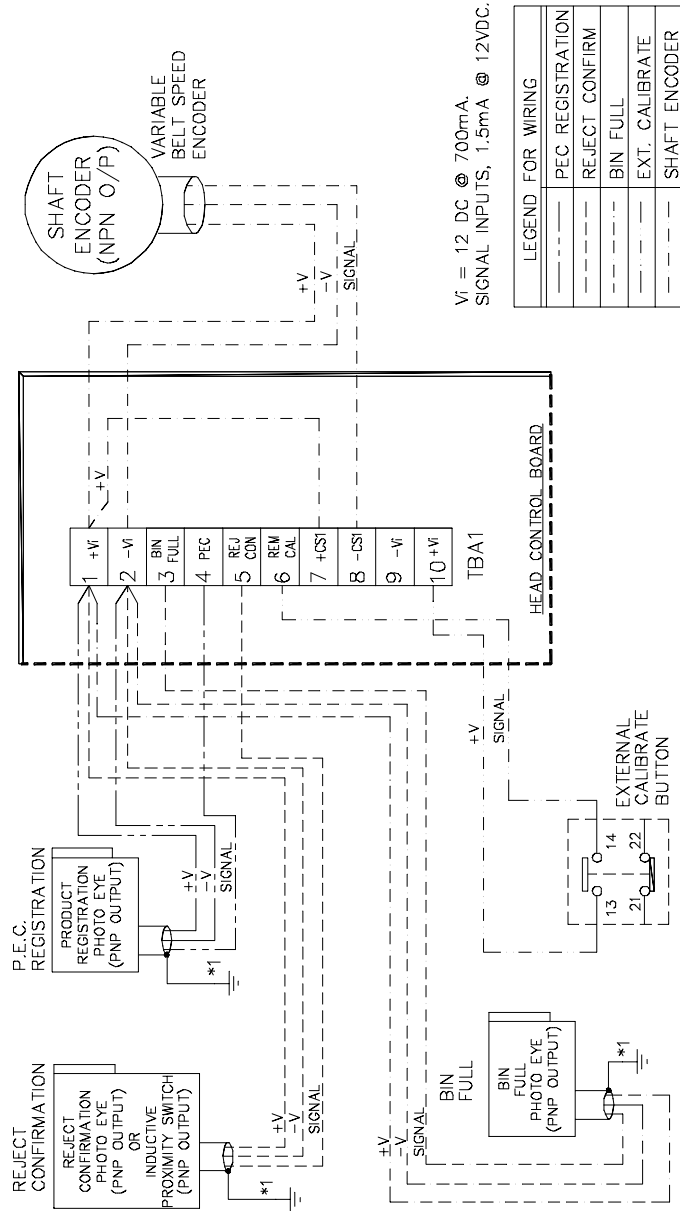 REJECT
CONFIRMATION
REJECT
CONFIRMATION
PHOTO EYE
(PNP OUTPUT)
OR
INDUCTIVE
PROXIMITY SWITCH
(PNP OUTPUT)
*1
+V
-V
SIGNAL
P.E.C.
REGISTRATION
PRODUCT
REGISTRATION
PHOTO EYE
(PNP OUTPUT)
*1
+V
-V
SIGNAL
BIN
FULL
BIN
FULL
PHOTO EYE
(PNP OUTPUT)
*1
+V
-V
SIGNAL
EXTERNAL
CALIBRATE
BUTTON
13 14
21 22
+V
SIGNAL
1 +Vi
2 -Vi
3 BIN FULL
4 PEC
5 REJ CON
6 REM CAL
7 +CS1
8 -CS1
9 -Vi
10 +Vi
TBA1
+V
HEAD CONTROL BOARD
SHAFT
ENCODER
(NPN O/P)
VARIABLE
BELT SPEED
ENCODER
+V
-V
SIGNAL
Vi = 12 DC @ 700mA.
SIGNAL INPUTS, 1.5mA @ 12VDC.
LEGEND FOR WIRING
PEC REGISTRATION
REJECT CONFIRM
BIN FULL
EXT. CALIBRATE
SHAFT ENCODER